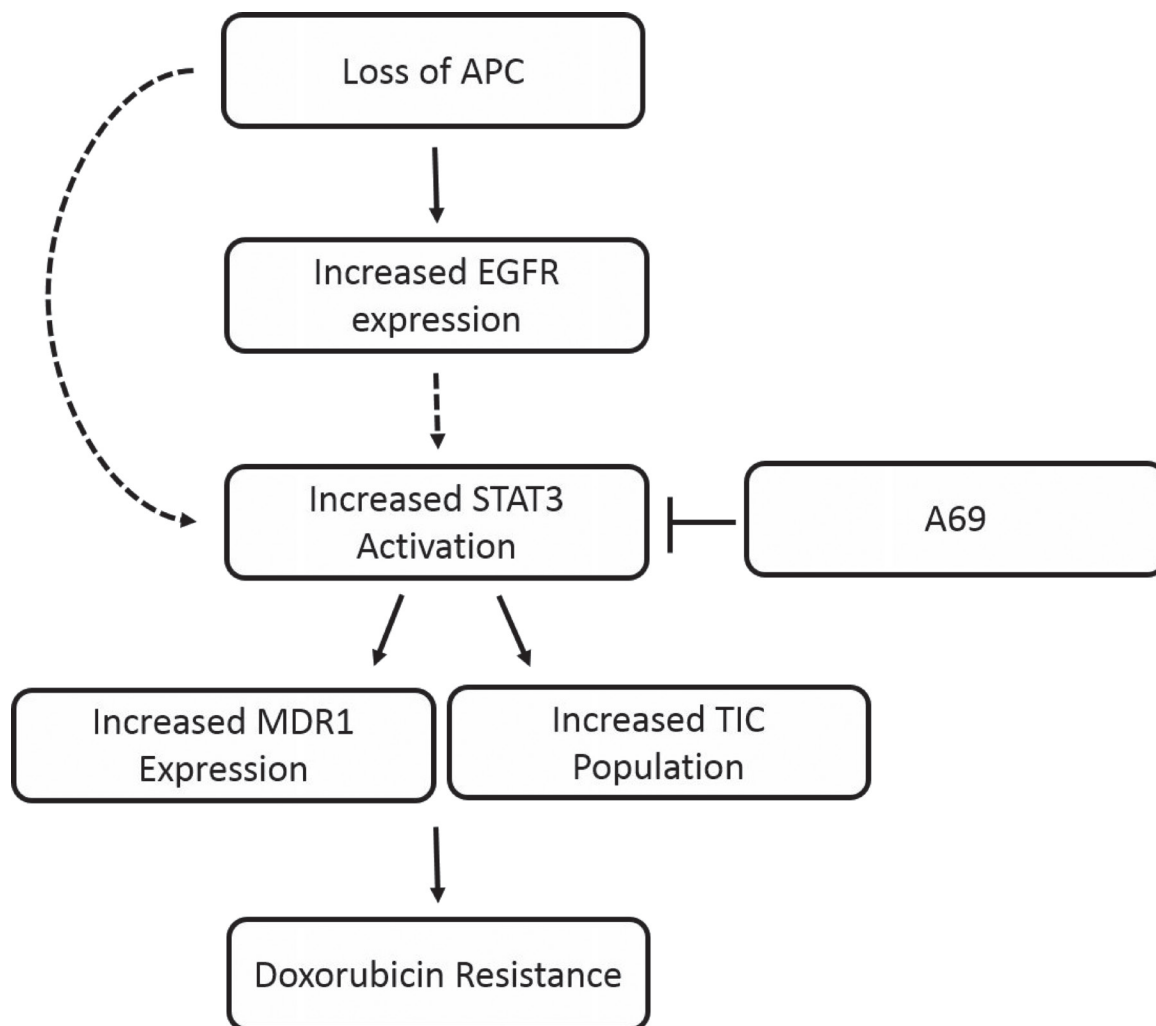 Loss of APC
Increased EGFR
expression
Increased STAT3
Activation
A69
Increased MDR1
Expression
Increased TIC
Population
Doxorubicin Resistance